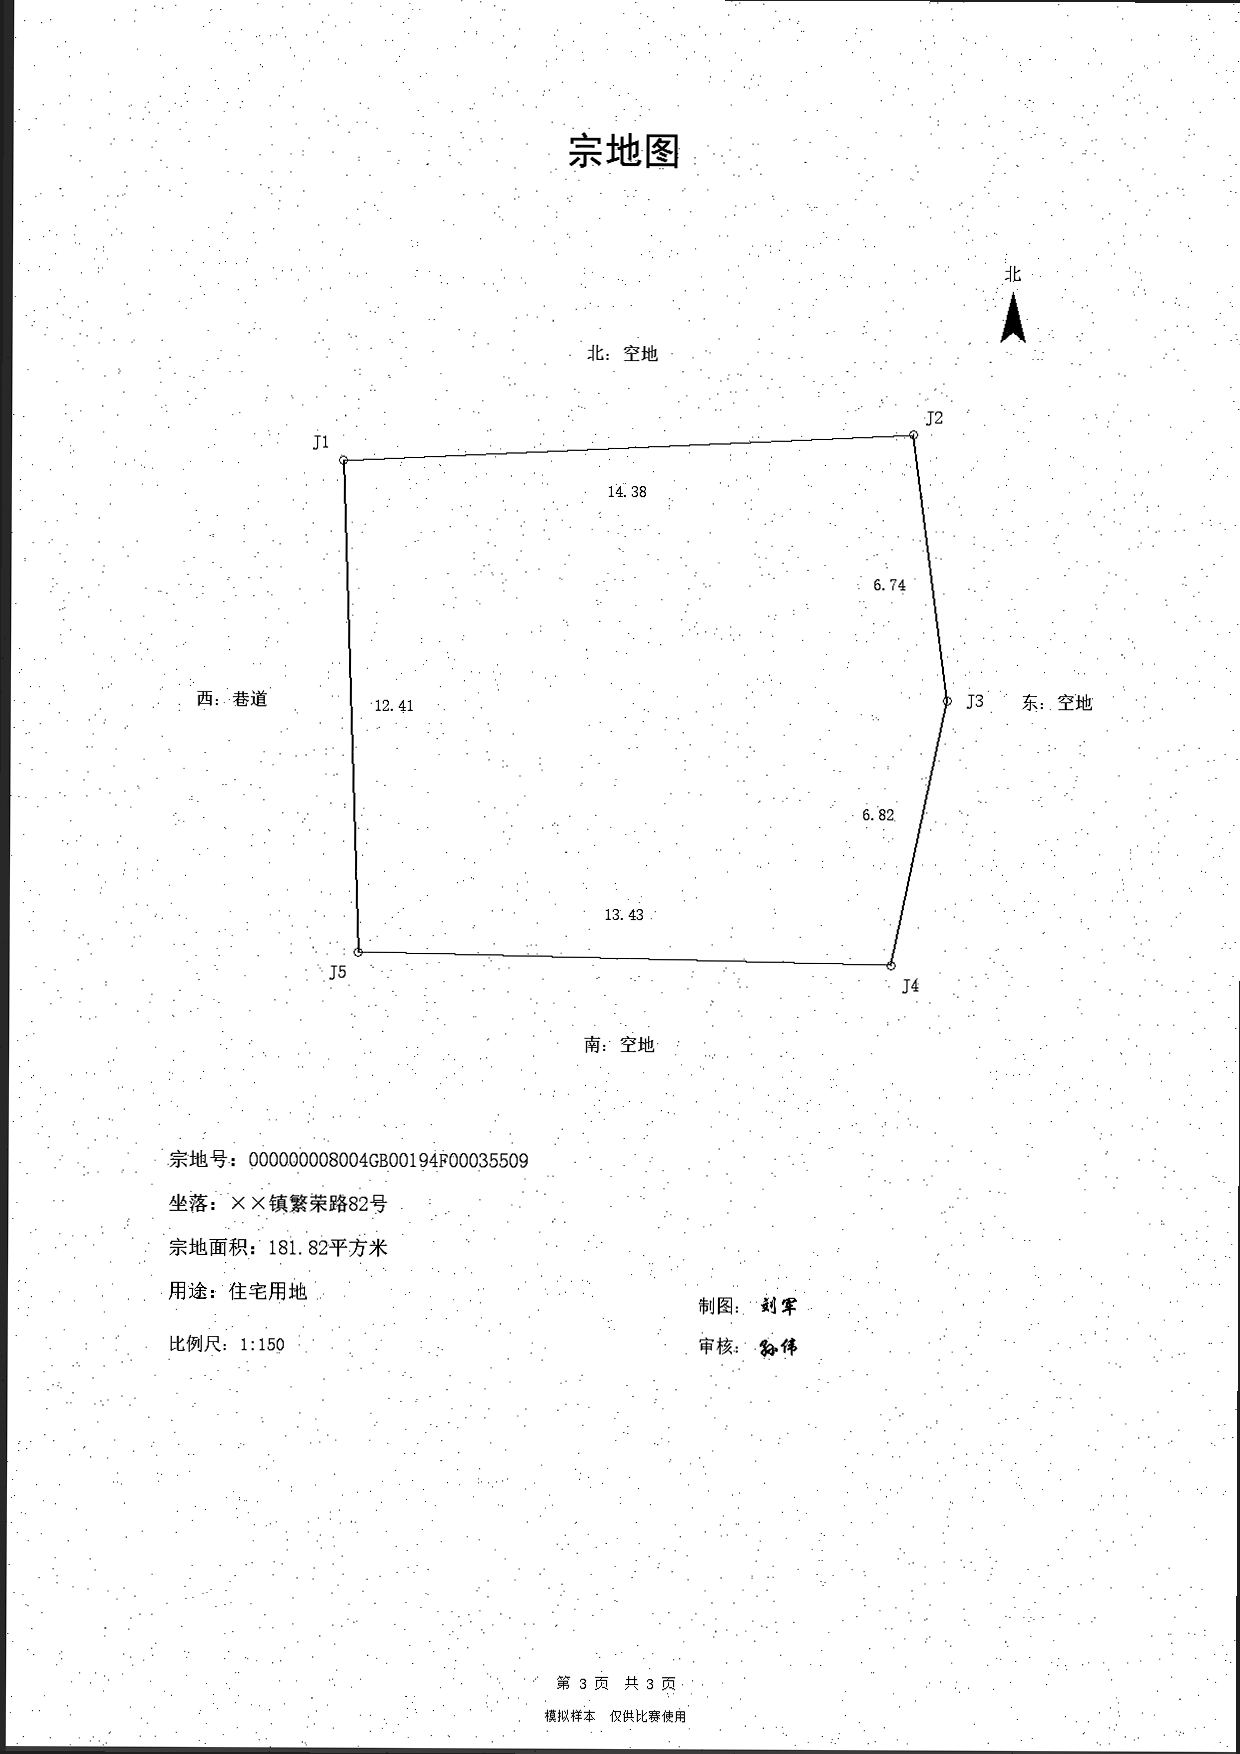 宗地图
北
北：空地
J1
J2
14.38
6.74
西：巷道
12.41
J3
东：空地
6.82
13.43
J5
J4
南：空地
宗地号：000000008004GB00194F00035509
坐落：××镇繁荣路82号
宗地面积：181.82平方米
用途：住宅用地
制图：刘军
比例尺：1:150
审核：孙伟
第 3 页 共 3 页
模拟样本 仅供比赛使用